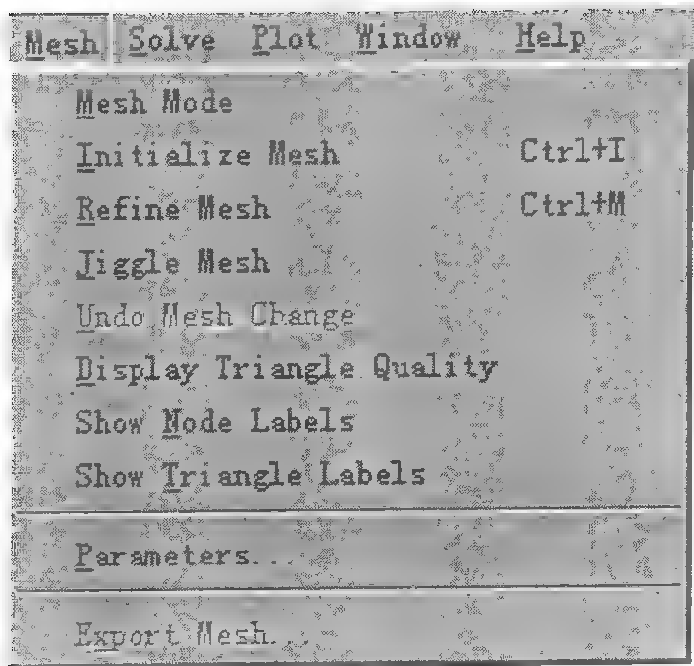 Mesh Solve Plot Window Help
Mesh Mode
Initialize Mesh Ctrl+I
Refine Mesh Ctrl+M
Jiggle Mesh
Undo Mesh Change
Display Triangle Quality
Show Node Labels
Show Triangle Labels
Parameters...
Export Mesh...